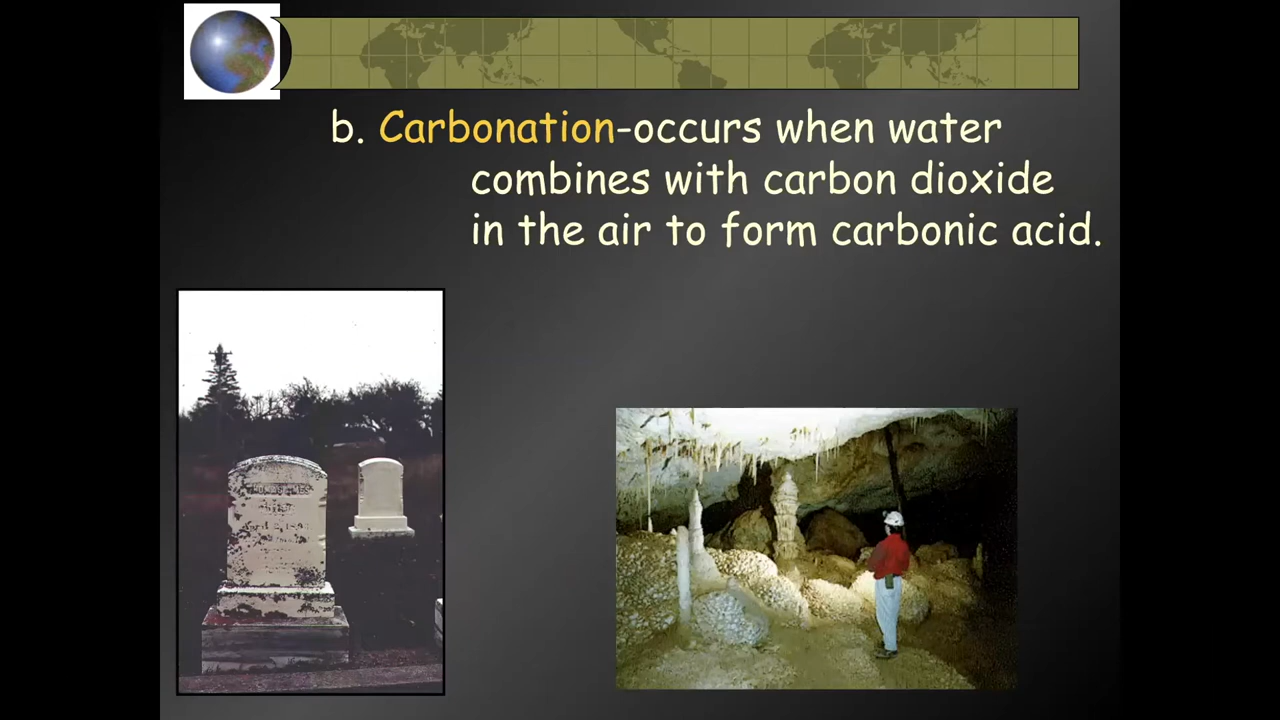 b. Carbonation-occurs when water
combines with carbon dioxide
in the air to form carbonic acid.